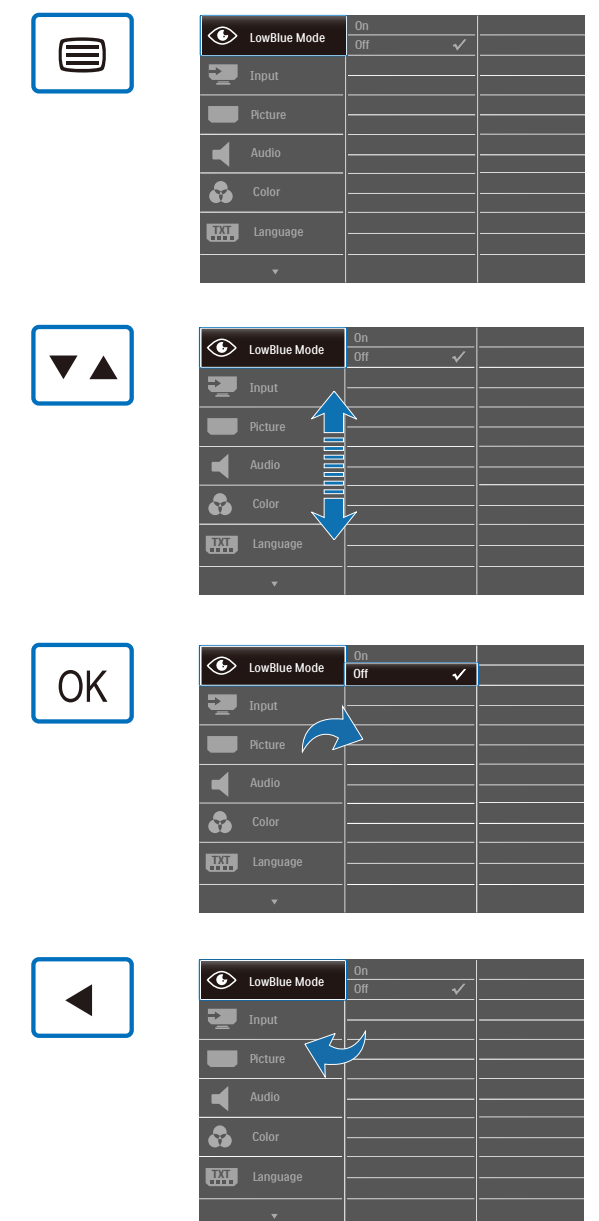 LowBlue Mode
On
Off
Input
Picture
Audio
Color
TXT
Language
LowBlue Mode
On
Off
Input
Picture
Audio
Color
TXT
Language
OK
LowBlue Mode
On
Off
Input
Picture
Audio
Color
TXT
Language
LowBlue Mode
On
Off
Input
Picture
Audio
Color
TXT
Language